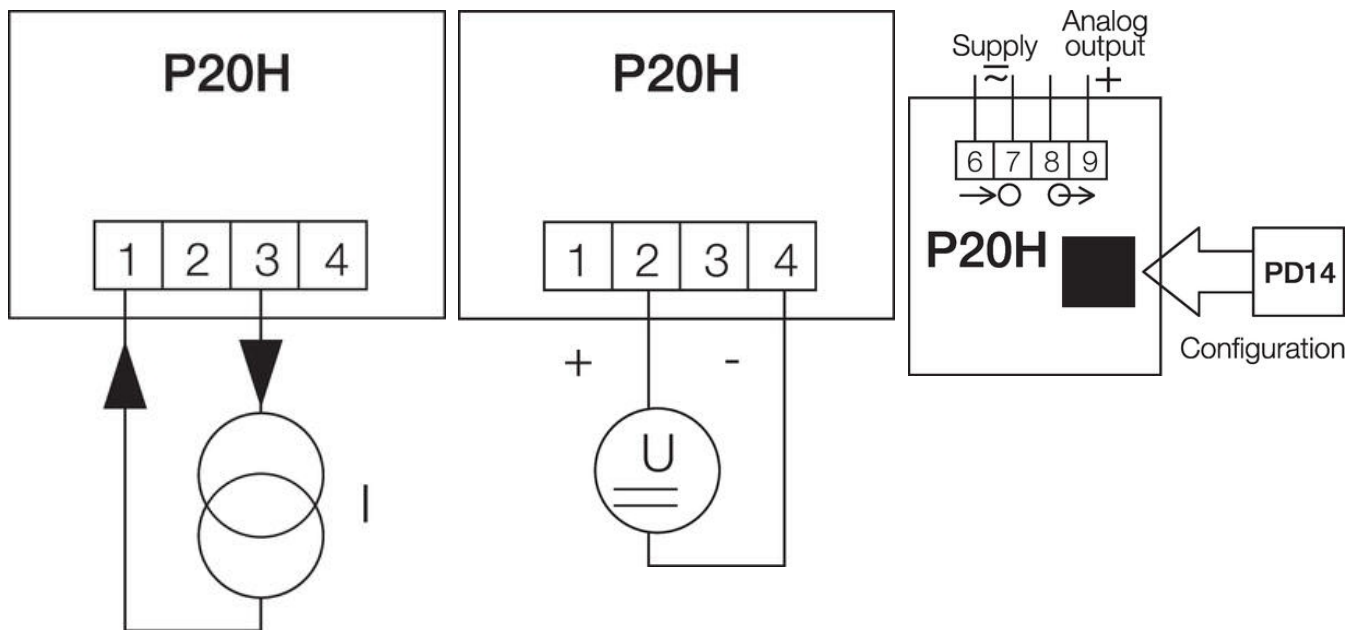 P20H
1 2 3 4
I
P20H
1 2 3 4
+ -
U
Supply
Analog
output
+
6 7 8 9
P20H
PD14
Configuration